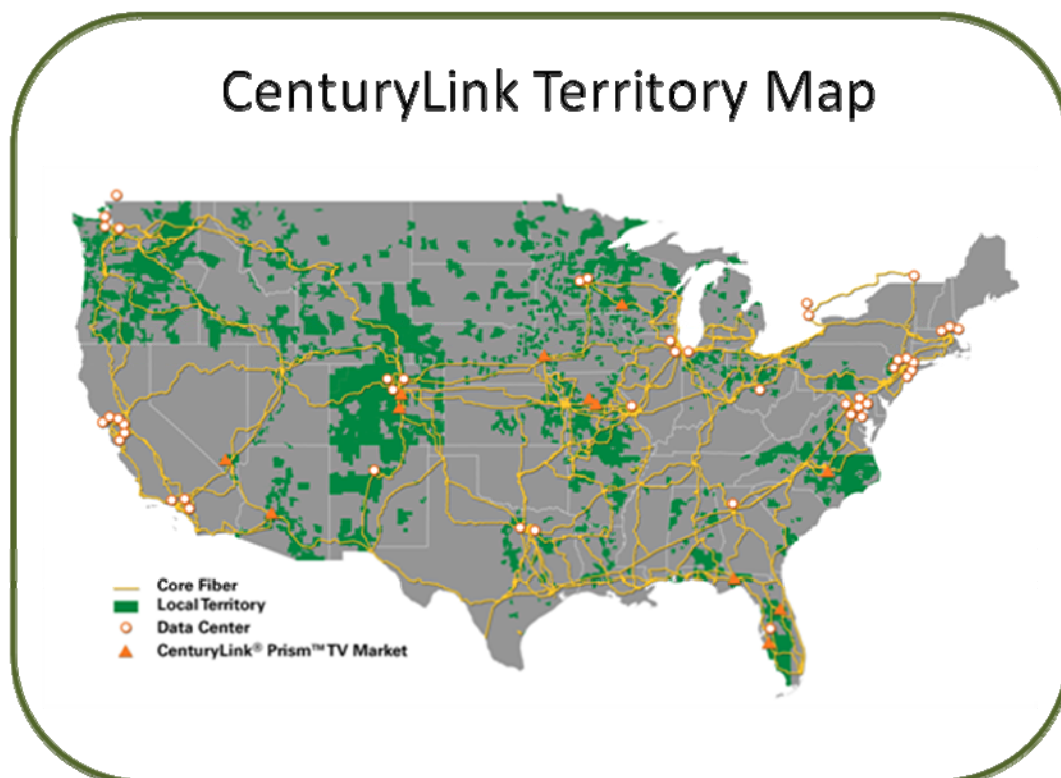 CenturyLink Territory Map
Core Fiber
Local Territory
Data Center
CenturyLink® Prism™ TV Market